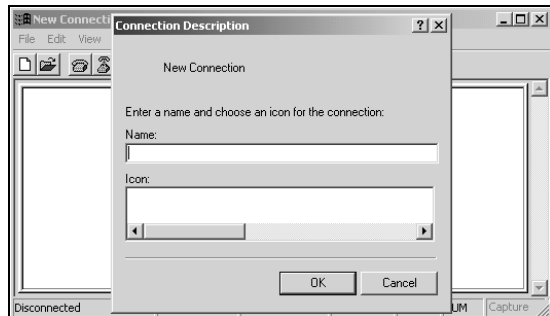 New Connecti
Connection Description
File Edit View
New Connection
Enter a name and choose an icon for the connection:
Name:
Icon:
OK Cancel
Disconnected UM Capture